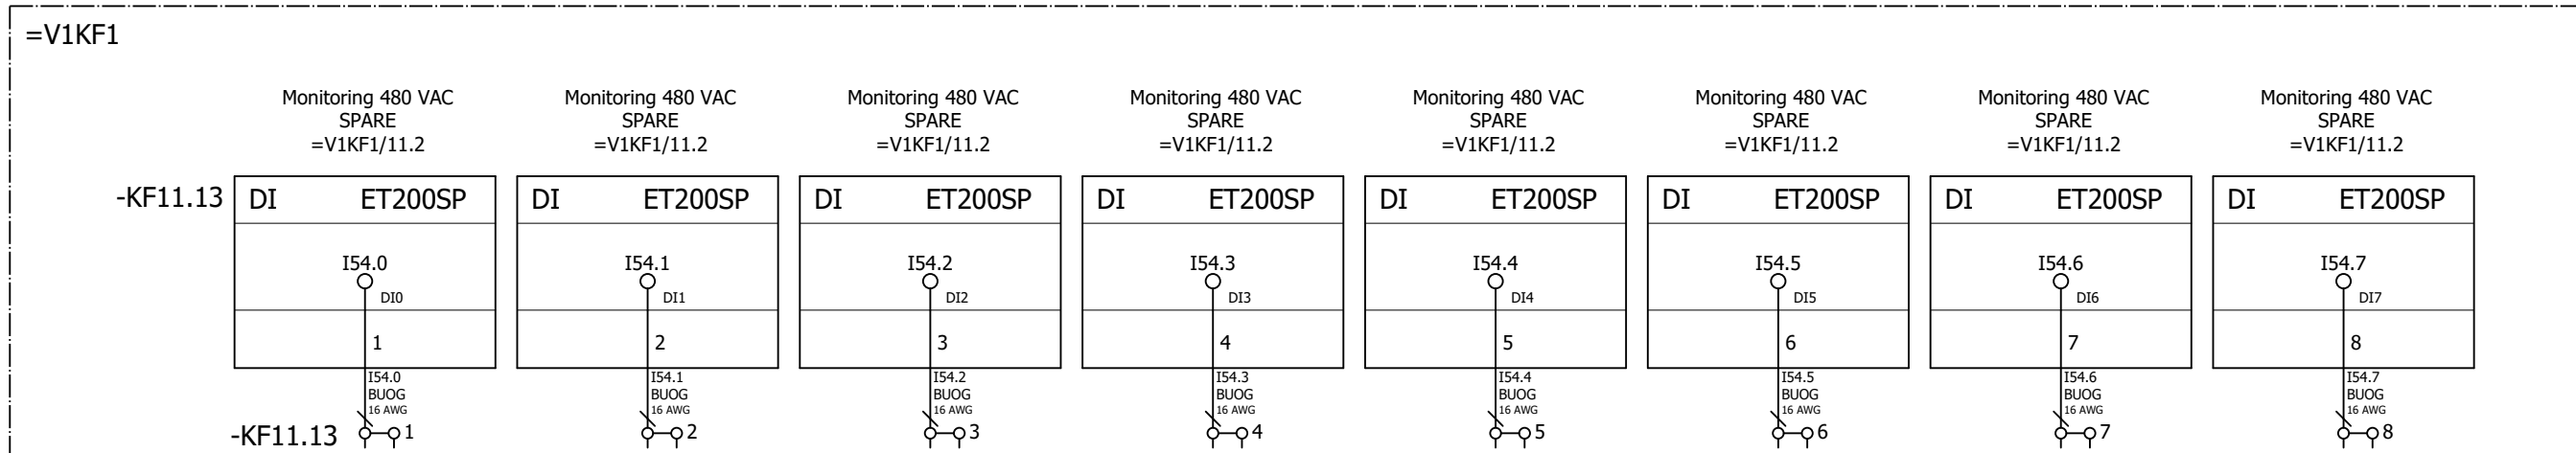 =V1KF1
Monitoring 480 VAC Monitoring 480 VAC Monitoring 480 VAC Monitoring 480 VAC Monitoring 480 VAC Monitoring 480 VAC Monitoring 480 VAC Monitoring 480 VAC
SPARE SPARE SPARE SPARE SPARE SPARE SPARE SPARE
=V1KF1/11.2 =V1KF1/11.2 =V1KF1/11.2 =V1KF1/11.2 =V1KF1/11.2 =V1KF1/11.2 =V1KF1/11.2 =V1KF1/11.2
-KF11.13 DI ET200SP DI ET200SP DI ET200SP DI ET200SP DI ET200SP DI ET200SP DI ET200SP DI ET200SP
I54.0 I54.1 I54.2 I54.3 I54.4 I54.5 I54.6 I54.7
DI0 DI1 DI2 DI3 DI4 DI5 DI6 DI7
1 2 3 4 5 6 7 8
I54.0 I54.1 I54.2 I54.3 I54.4 I54.5 I54.6 I54.7
BUOG BUOG BUOG BUOG BUOG BUOG BUOG BUOG
16 AWG 16 AWG 16 AWG 16 AWG 16 AWG 16 AWG 16 AWG 16 AWG
-KF11.13 1 2 3 4 5 6 7 8